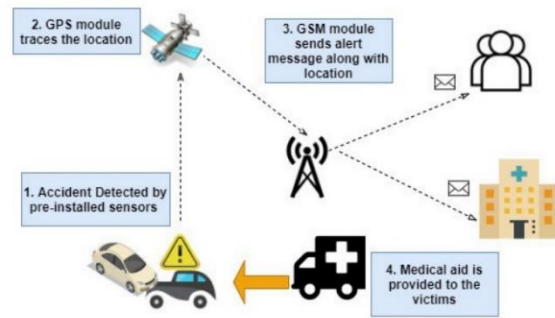 2. GPS module
traces the location
3. GSM module
sends alert
message along with
location
1. Accident Detected by
pre-installed sensors
4. Medical aid is
provided to the
victims